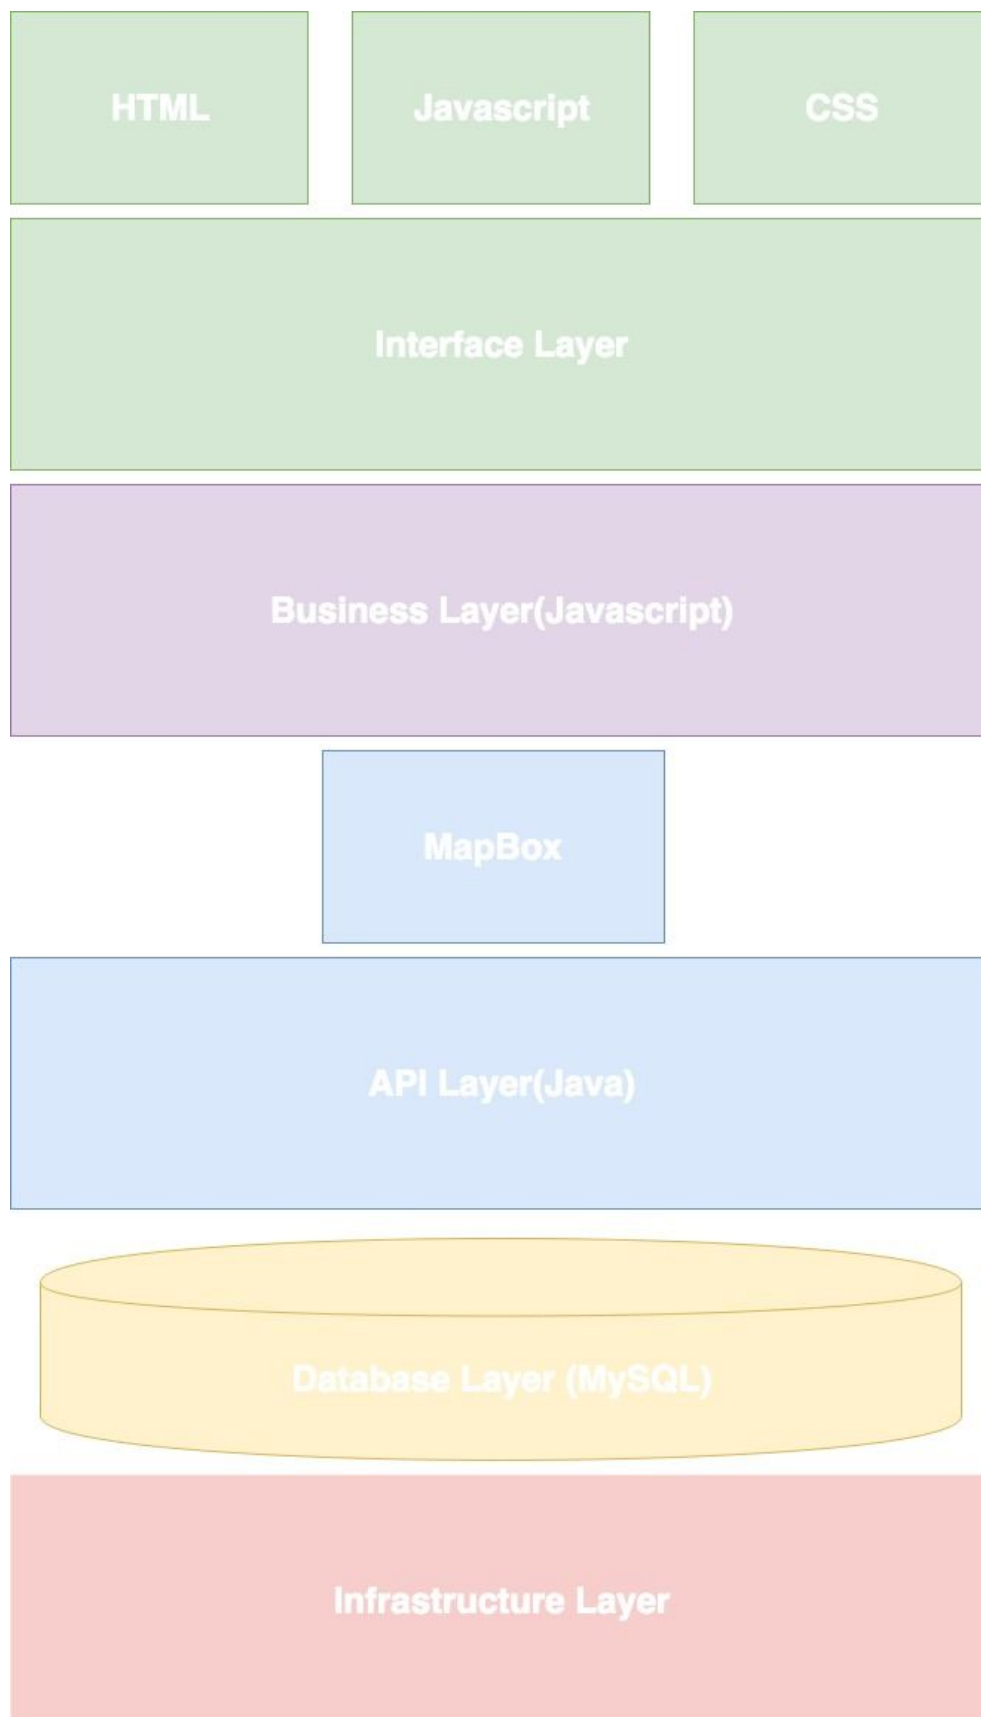 HTML
Javascript
CSS
Interface Layer
Business Layer(Javascript)
MapBox
API Layer(Java)
Database Layer (MySQL)
Infrastructure Layer